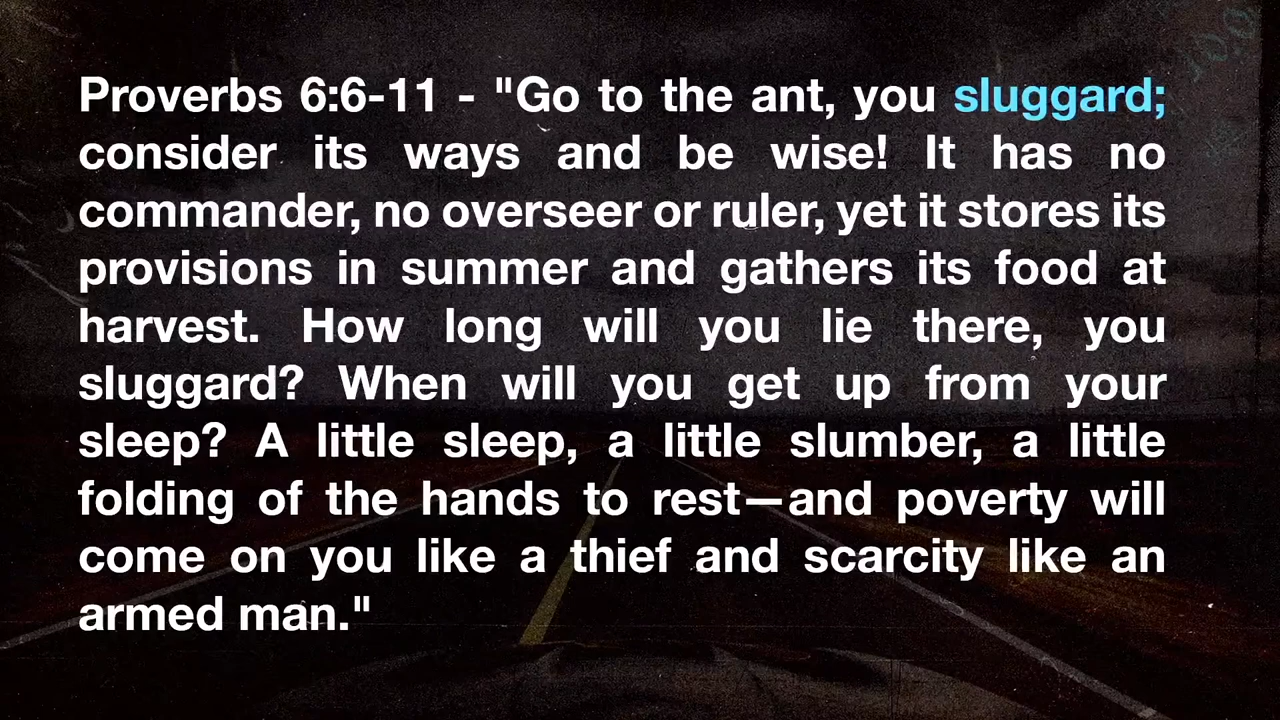 Proverbs 6:6-11 - "Go to the ant, you sluggard;
consider its ways and be wise! It has no
commander, no overseer or ruler, yet it stores its
provisions in summer and gathers its food at
harvest. How long will you lie there, you
sluggard? When will you get up from your
sleep? A little sleep, a little slumber, a little
folding of the hands to rest—and poverty will
come on you like a thief and scarcity like an
armed man."